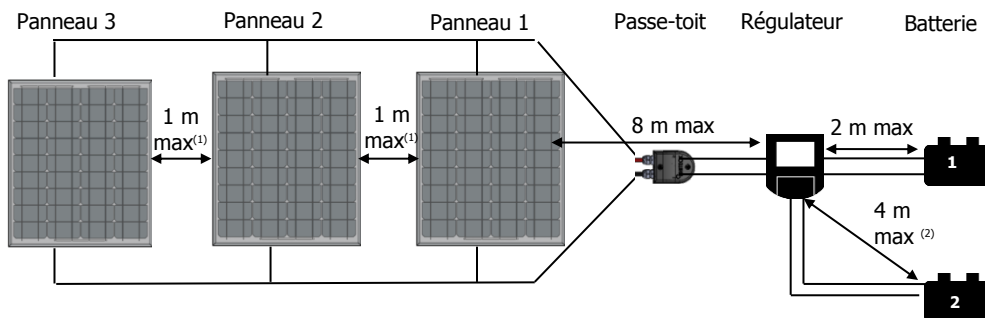 Panneau 3
Panneau 2
Panneau 1
Passe-toit
Régulateur
Batterie
1 m
max(1)
1 m
max(1)
8 m max
2 m max
1
4 m
max (2)
2